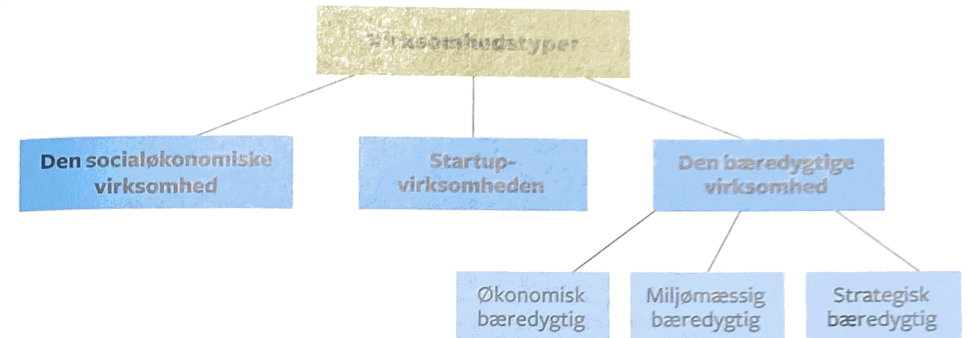 Virksomhedstyper
Den socialøkonomiske
virksomhed
Startup-
virksomheden
Den bæredygtige
virksomhed
Økonomisk
bæredygtig
Miljømæssig
bæredygtig
Strategisk
bæredygtig